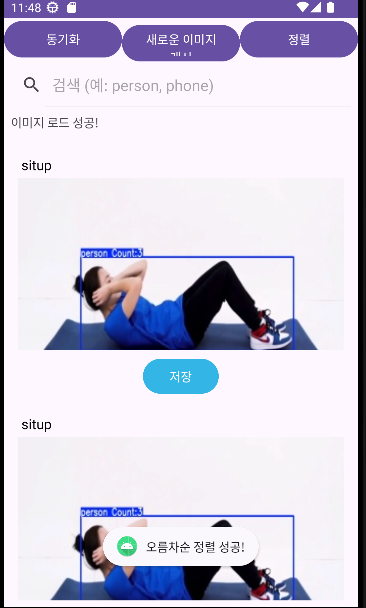 11:48
동기화
새로운 이미지
정렬
검색 (예: person, phone)
이미지 로드 성공!
situp
person Count:3
저장
situp
person Count:3
오름차순 정렬 성공!